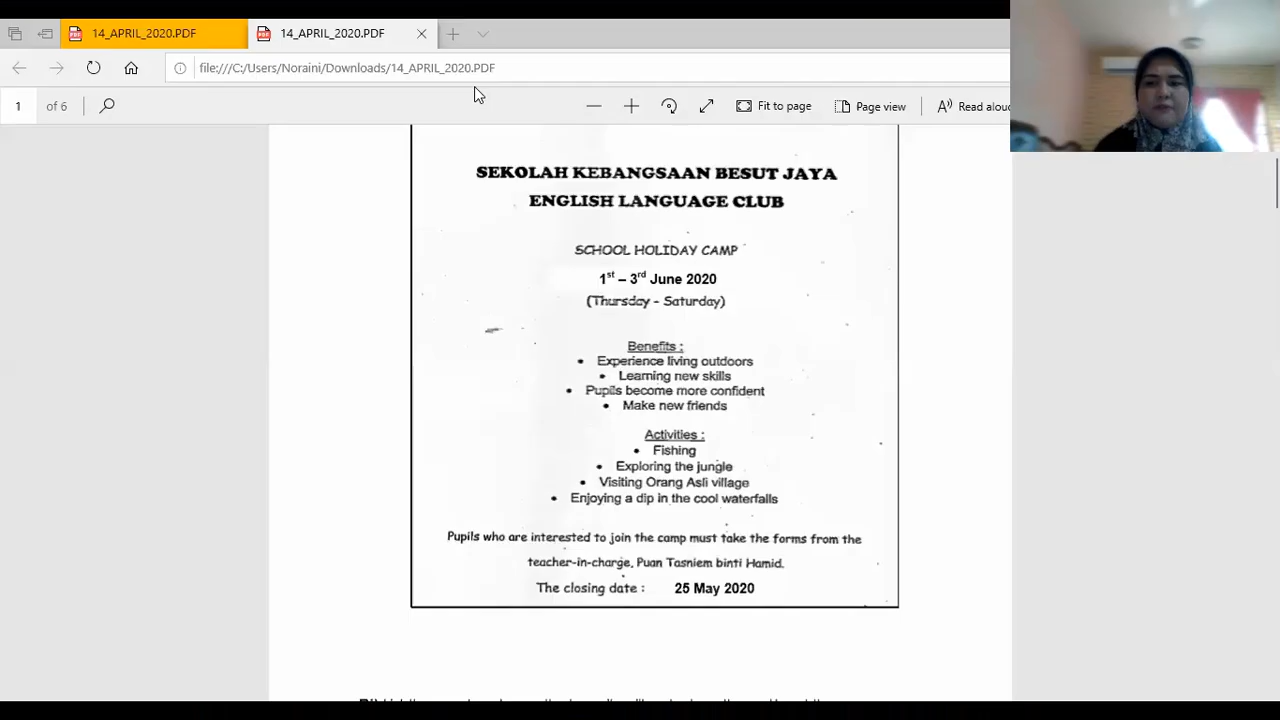 14_APRIL_2020.PDF
14_APRIL_2020.PDF
file:///C:/Users/Noraini/Downloads/14_APRIL_2020.PDF
1 of 6
Fit to page
Page view
Read alou
SEKOLAH KEBANGSAAN BESUT JAYA
ENGLISH LANGUAGE CLUB
SCHOOL HOLIDAY CAMP
1st – 3rd June 2020
(Thursday - Saturday)
Benefits :
• Experience living outdoors
• Learning new skills
• Pupils become more confident
• Make new friends
Activities :
• Fishing
• Exploring the jungle
• Visiting Orang Asli village
• Enjoying a dip in the cool waterfalls
Pupils who are interested to join the camp must take the forms from the
teacher-in-charge, Puan Tasniem binti Hamid.
The closing date : 25 May 2020